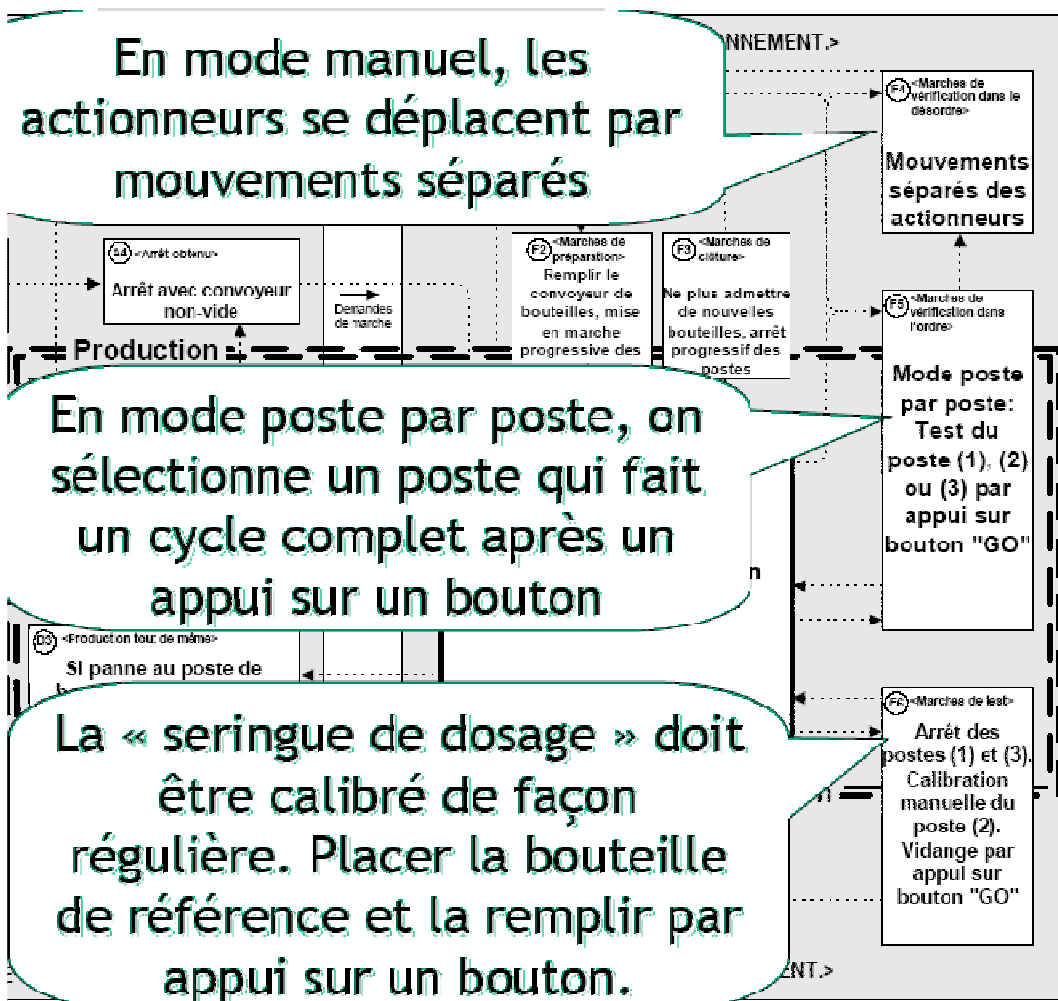 En mode manuel, les
actionneurs se déplacent par
mouvements séparés
NNEMENT.>
F4 <Marches de
vérification dans le
désordre>
Mouvements
séparés des
actionneurs
A4 <Arrêt obtenu>
Arrêt avec convoyeur
non-vide
Demandes
de marche
F2 <Marches de
préparation>
Remplir le
convoyeur de
bouteilles, mise
en marche
progressive des
F3 <Marches de
clôture>
Ne plus admettre
de nouvelles
bouteilles, arrêt
progressif des
postes
F5 <Marches de
vérification dans
l'ordre>
Mode poste
par poste:
Test du
poste (1), (2)
ou (3) par
appui sur
bouton "GO"
Production
En mode poste par poste, on
sélectionne un poste qui fait
un cycle complet après un
appui sur un bouton
n
D3 <Production tout de même>
Si panne au poste de
La « seringue de dosage » doit
être calibré de façon
régulière. Placer la bouteille
de référence et la remplir par
appui sur un bouton.
F6 <Marches de test>
Arrêt des
postes (1) et (3).
Calibration
manuelle du
poste (2).
Vidange par
appui sur
bouton "GO"
n
ENT.>